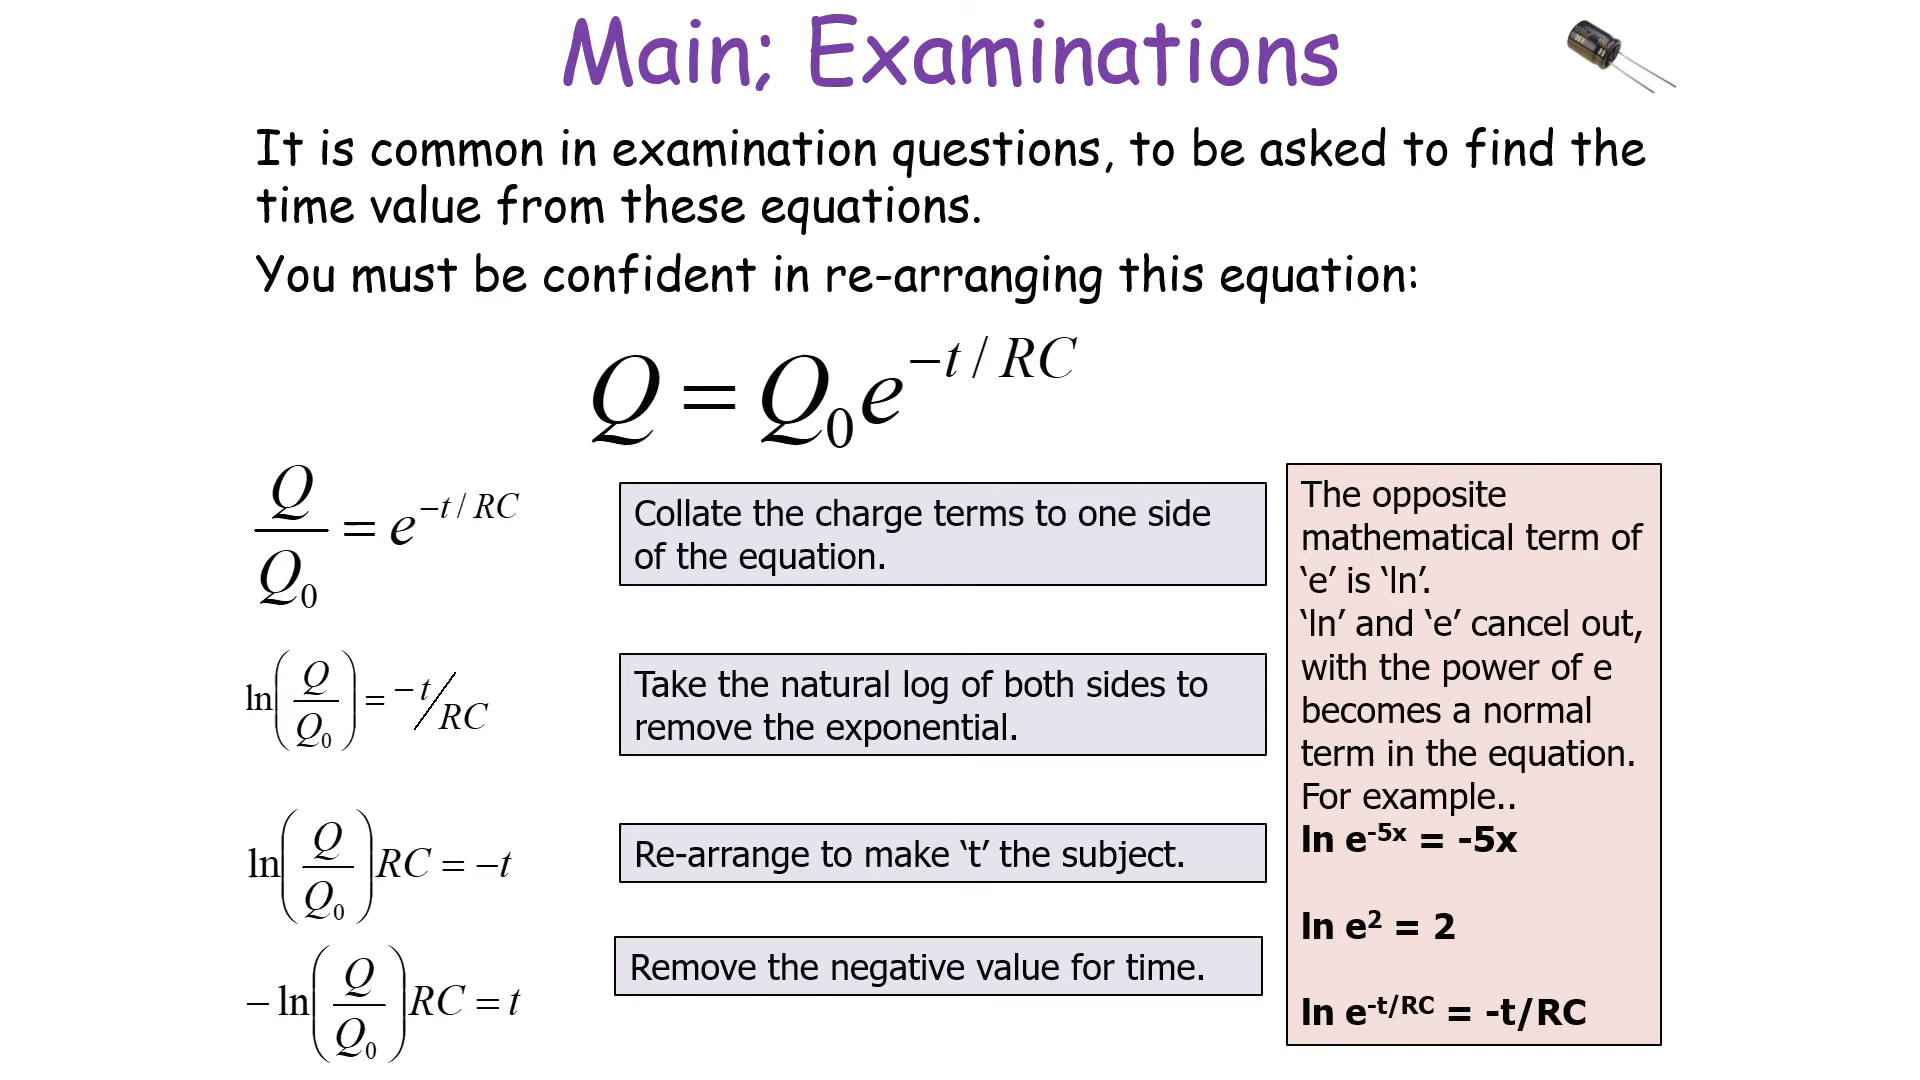 Main; Examinations
It is common in examination questions, to be asked to find the
time value from these equations.
You must be confident in re-arranging this equation:
Q = Q₀e^{-t / RC}
Q/Q₀ = e^{-t / RC}
Collate the charge terms to one side
of the equation.
ln(Q/Q₀) = -t/RC
Take the natural log of both sides to
remove the exponential.
ln(Q/Q₀)RC = -t
Re-arrange to make ‘t’ the subject.
-ln(Q/Q₀)RC = t
Remove the negative value for time.
The opposite
mathematical term of
‘e’ is ‘ln’.
‘ln’ and ‘e’ cancel out,
with the power of e
becomes a normal
term in the equation.
For example..
ln e^{-5x} = -5x
ln e² = 2
ln e^{-t/RC} = -t/RC